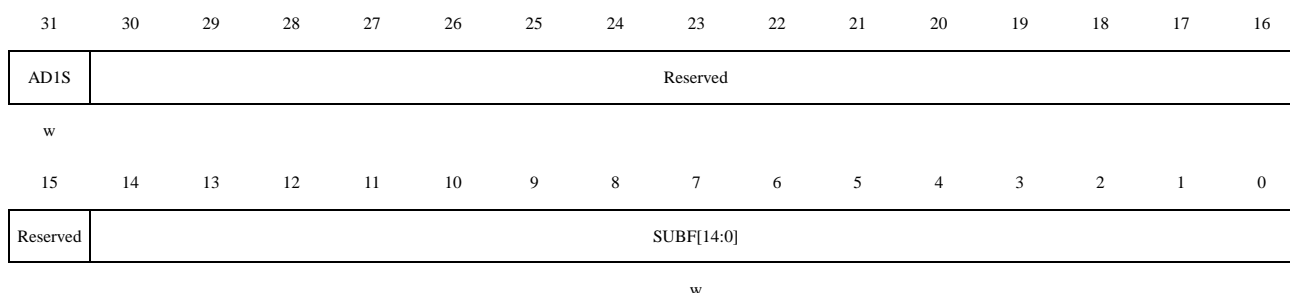 31 30 29 28 27 26 25 24 23 22 21 20 19 18 17 16
AD1S Reserved
w
15 14 13 12 11 10 9 8 7 6 5 4 3 2 1 0
Reserved SUBF[14:0]
w